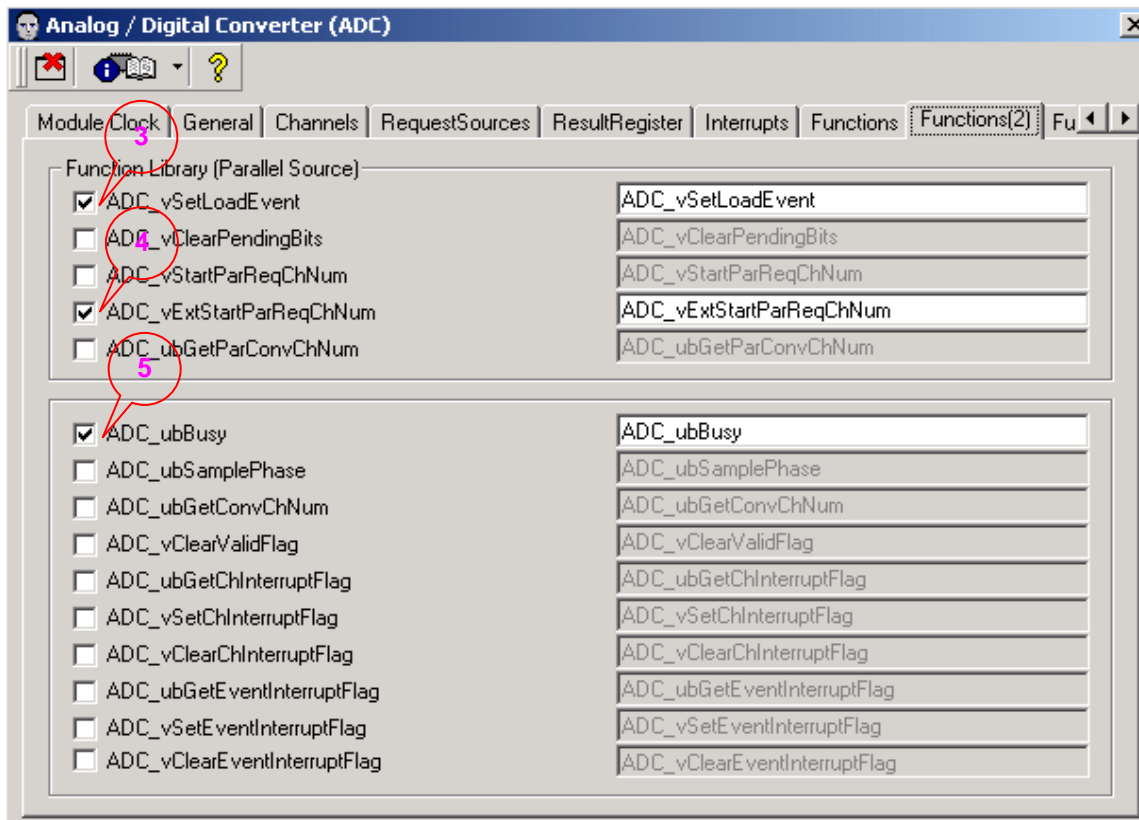 Analog / Digital Converter (ADC)
Module Clock General Channels RequestSources ResultRegister Interrupts Functions Functions(2) Fu
3
Function Library (Parallel Source)
ADC_vSetLoadEvent ADC_vSetLoadEvent
4
ADC_vClearPendingBits ADC_vClearPendingBits
ADC_vStartParReqChNum ADC_vStartParReqChNum
ADC_vExtStartParReqChNum ADC_vExtStartParReqChNum
ADC_ubGetParConvChNum ADC_ubGetParConvChNum
5
ADC_ubBusy ADC_ubBusy
ADC_ubSamplePhase ADC_ubSamplePhase
ADC_ubGetConvChNum ADC_ubGetConvChNum
ADC_vClearValidFlag ADC_vClearValidFlag
ADC_ubGetChInterruptFlag ADC_ubGetChInterruptFlag
ADC_vSetChInterruptFlag ADC_vSetChInterruptFlag
ADC_vClearChInterruptFlag ADC_vClearChInterruptFlag
ADC_ubGetEventInterruptFlag ADC_ubGetEventInterruptFlag
ADC_vSetEventInterruptFlag ADC_vSetEventInterruptFlag
ADC_vClearEventInterruptFlag ADC_vClearEventInterruptFlag